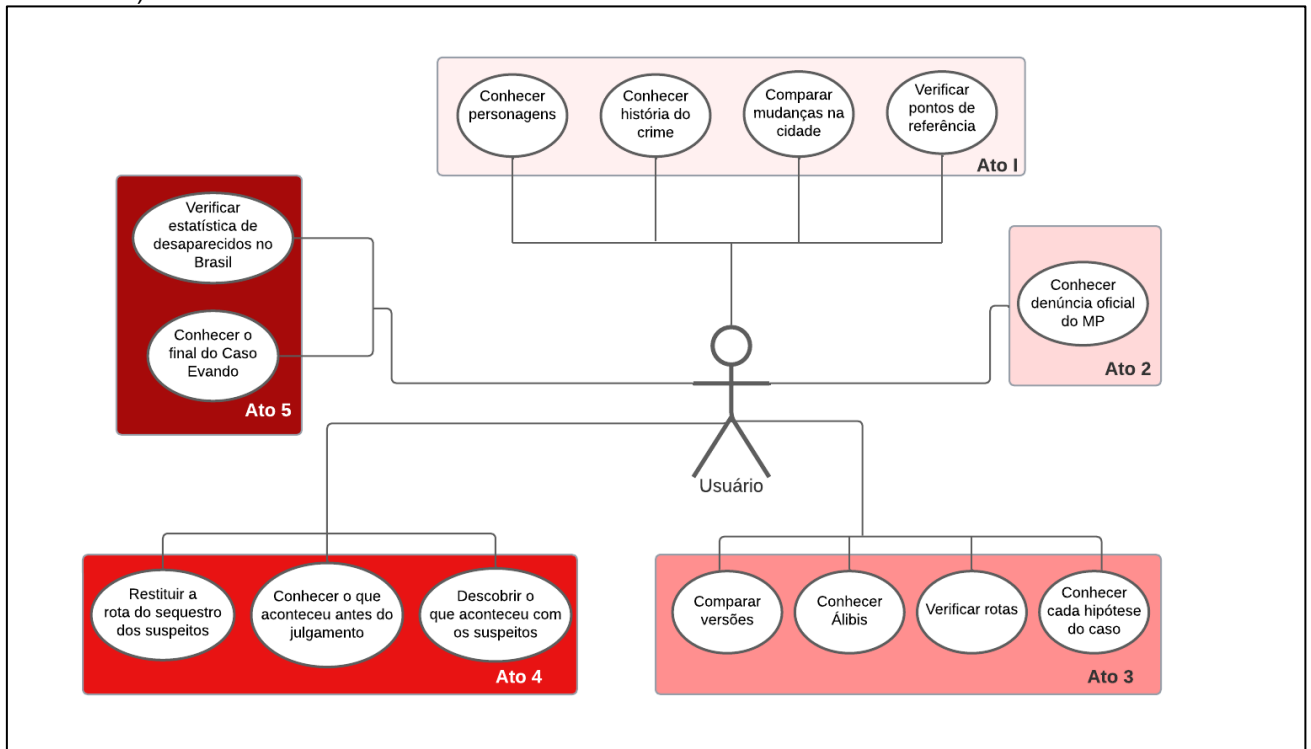 Conhecer
personagens
Conhecer
história do
crime
Comparar
mudanças na
cidade
Verificar
pontos de
referência
Ato I
Verificar
estatística de
desaparecidos no
Brasil
Conhecer o
final do Caso
Evando
Ato 5
Conhecer
denúncia oficial
do MP
Ato 2
Usuário
Restituir a
rota do sequestro
dos suspeitos
Conhecer o que
aconteceu antes do
julgamento
Descobrir o
que aconteceu com
os suspeitos
Ato 4
Comparar
versões
Conhecer
Álibis
Verificar rotas
Conhecer
cada hipótese
do caso
Ato 3